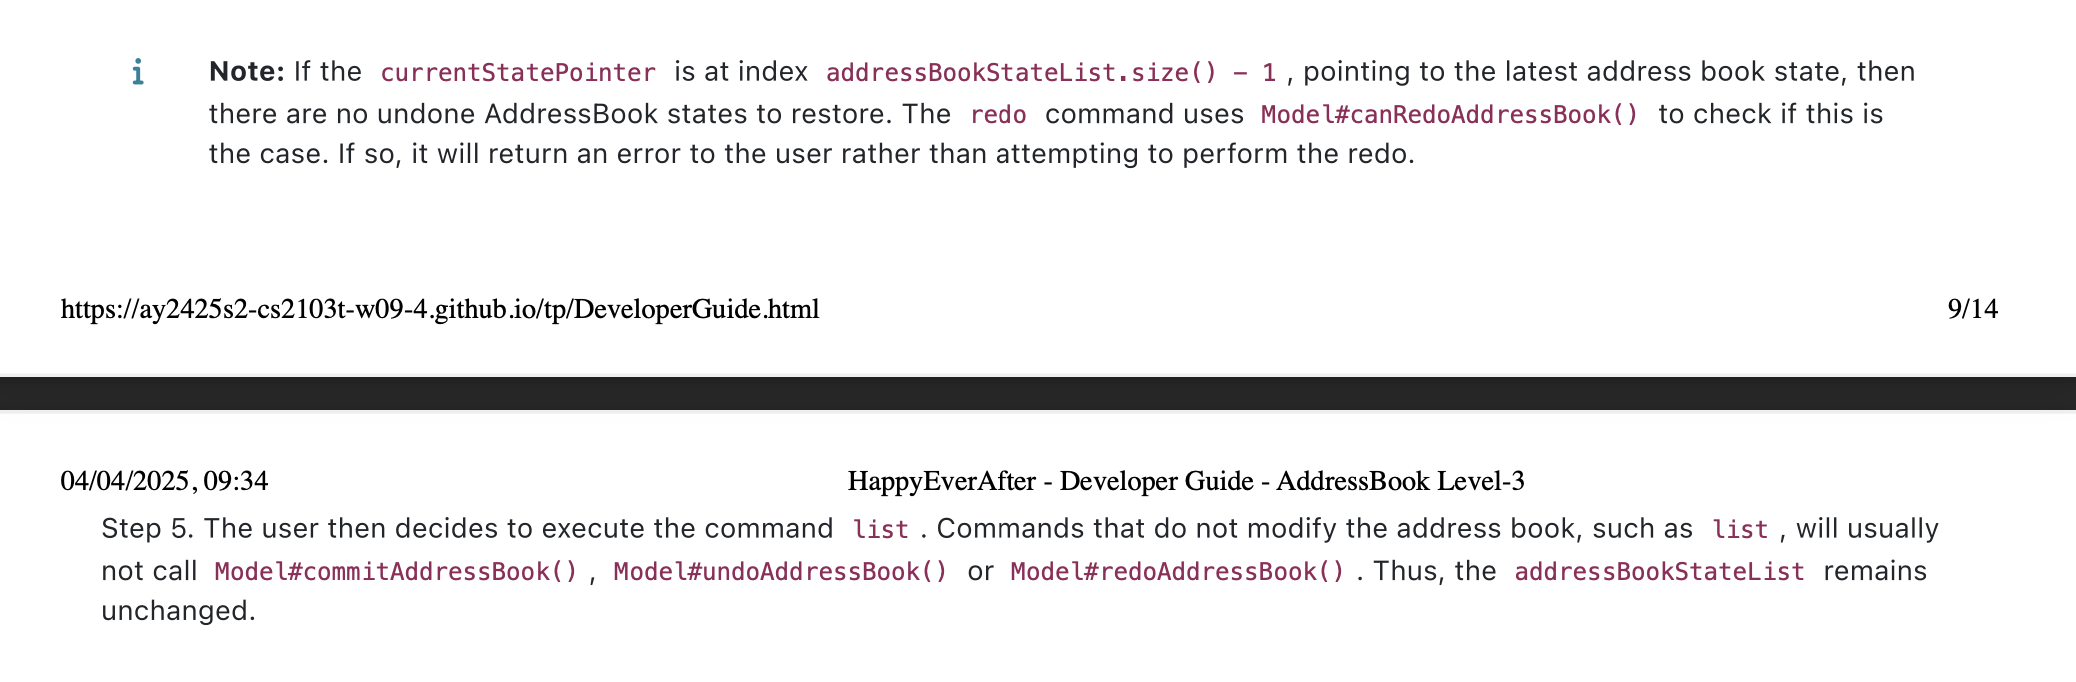 i Note: If the currentStatePointer is at index addressBookStateList.size() - 1 , pointing to the latest address book state, then
there are no undone AddressBook states to restore. The redo command uses Model#canRedoAddressBook() to check if this is
the case. If so, it will return an error to the user rather than attempting to perform the redo.
https://ay2425s2-cs2103t-w09-4.github.io/tp/DeveloperGuide.html 9/14
04/04/2025, 09:34 HappyEverAfter - Developer Guide - AddressBook Level-3
Step 5. The user then decides to execute the command list . Commands that do not modify the address book, such as list , will usually
not call Model#commitAddressBook() , Model#undoAddressBook() or Model#redoAddressBook() . Thus, the addressBookStateList remains
unchanged.